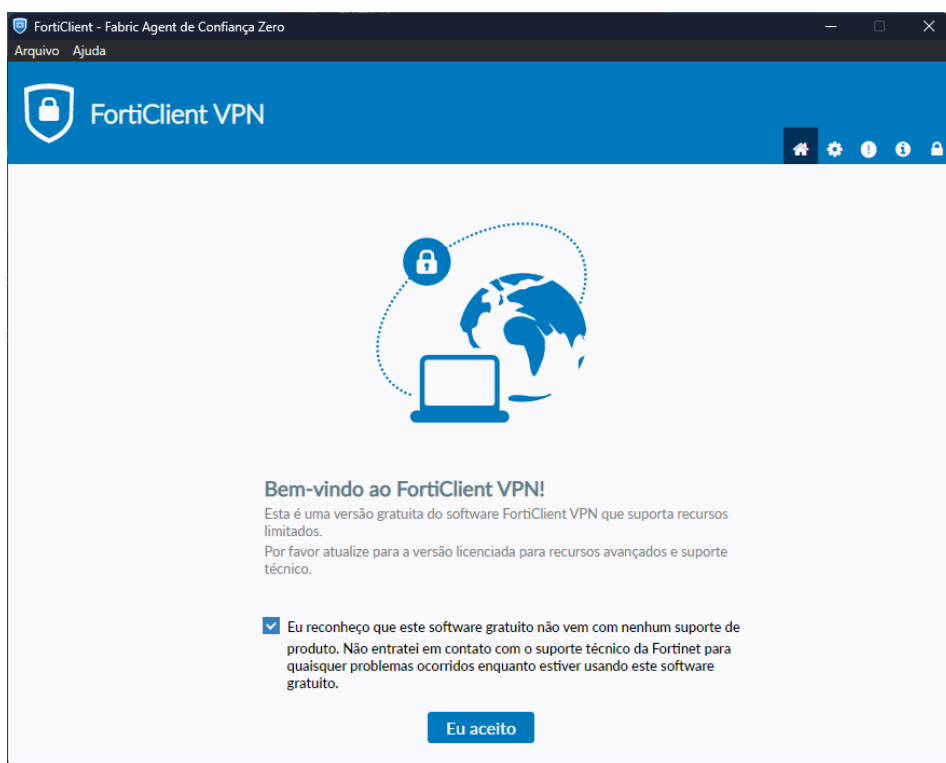 FortiClient - Fabric Agent de Confiança Zero
Arquivo Ajuda
FortiClient VPN
Bem-vindo ao FortiClient VPN!
Esta é uma versão gratuita do software FortiClient VPN que suporta recursos
limitados.
Por favor atualize para a versão licenciada para recursos avançados e suporte
técnico.
Eu reconheço que este software gratuito não vem com nenhum suporte de
produto. Não entratei em contato com o suporte técnico da Fortinet para
quaisquer problemas ocorridos enquanto estiver usando este software
gratuito.
Eu aceito